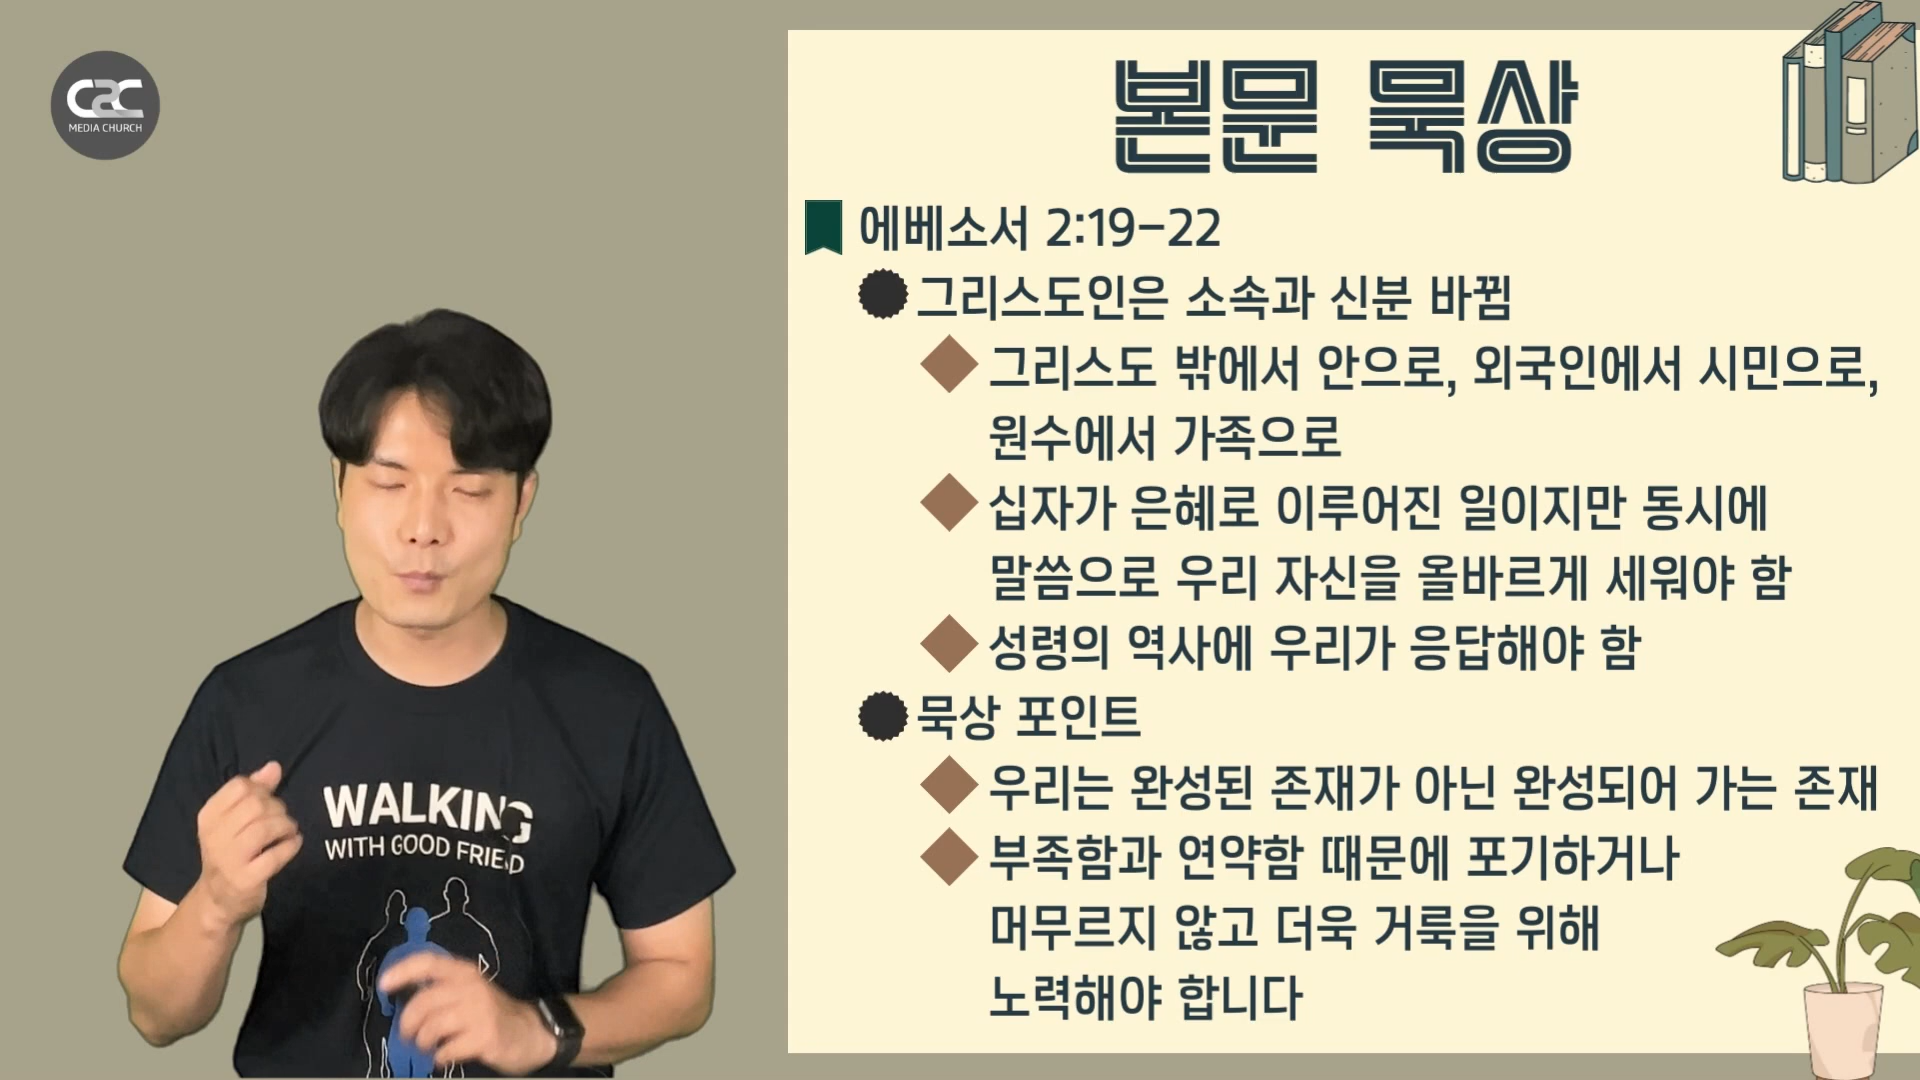 C2C
MEDIA CHURCH
본문 묵상
에베소서 2:19-22
그리스도인은 소속과 신분 바뀜
그리스도 밖에서 안으로, 외국인에서 시민으로,
원수에서 가족으로
십자가 은혜로 이루어진 일이지만 동시에
말씀으로 우리 자신을 올바르게 세워야 함
성령의 역사에 우리가 응답해야 함
묵상 포인트
우리는 완성된 존재가 아닌 완성되어 가는 존재
부족함과 연약함 때문에 포기하거나
머무르지 않고 더욱 거룩을 위해
노력해야 합니다
WALKING
WITH GOOD FRIEND